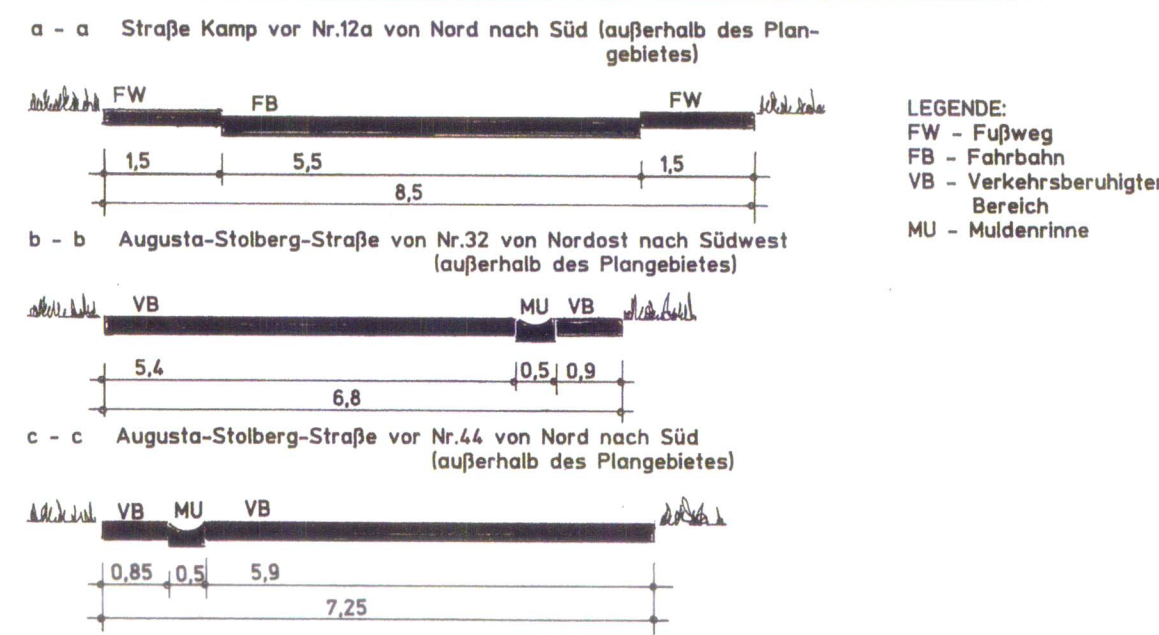 a - a Straße Kamp vor Nr.12a von Nord nach Süd (außerhalb des Plan-
gebietes)
FW FB FW
1,5 5,5 1,5
8,5
b - b Augusta-Stolberg-Straße von Nr.32 von Nordost nach Südwest
(außerhalb des Plangebietes)
VB MU VB
5,4 0,5 0,9
6,8
c - c Augusta-Stolberg-Straße vor Nr.44 von Nord nach Süd
(außerhalb des Plangebietes)
VB MU VB
0,85 0,5 5,9
7,25
LEGENDE:
FW - Fußweg
FB - Fahrbahn
VB - Verkehrsberuhigter
Bereich
MU - Muldenrinne